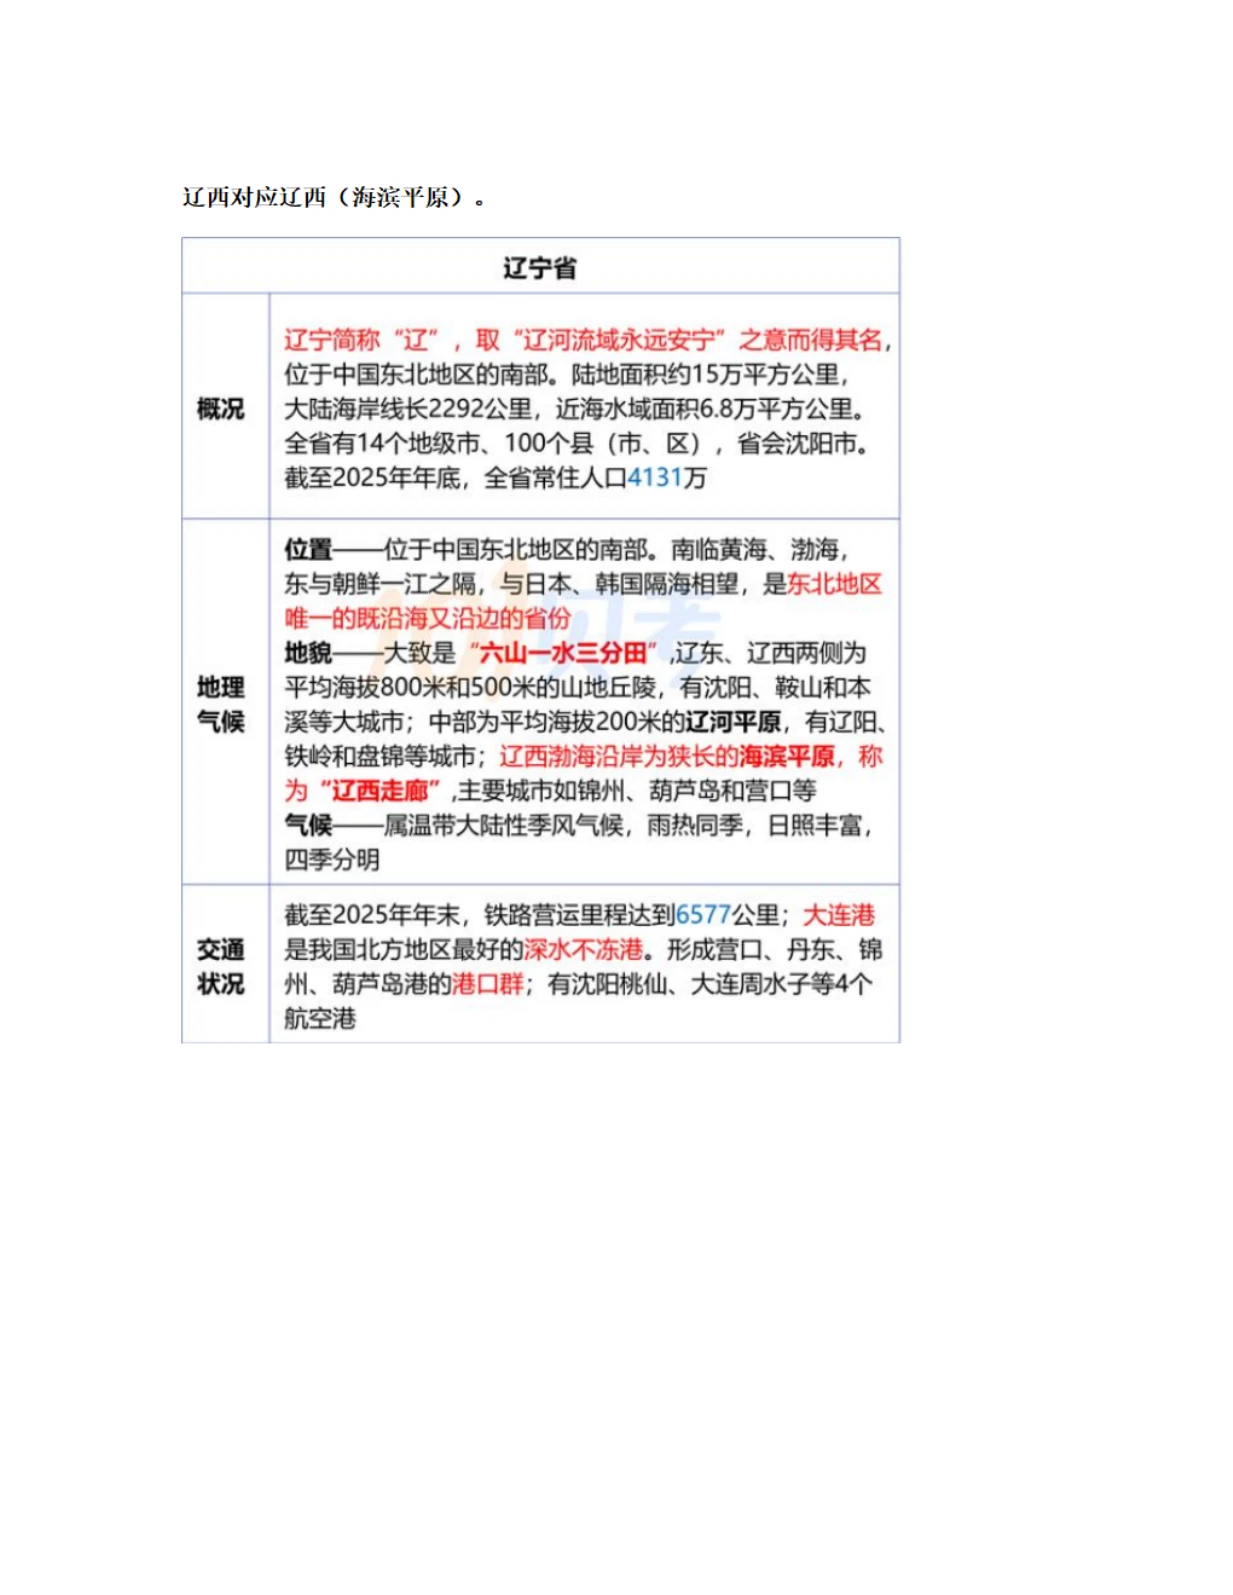 辽西对应辽西（海滨平原）。
辽宁省
概况
辽宁简称“辽”，取“辽河流域永远安宁”之意而得其名，
位于中国东北地区的南部。陆地面积约15万平方公里，
大陆海岸线长2292公里，近海水域面积6.8万平方公里。
全省有14个地级市、100个县（市、区），省会沈阳市。
截至2025年年底，全省常住人口4131万
地理
气候
位置——位于中国东北地区的南部。南临黄海、渤海，
东与朝鲜一江之隔，与日本、韩国隔海相望，是东北地区
唯一的既沿海又沿边的省份
地貌——大致是“六山一水三分田”,辽东、辽西两侧为
平均海拔800米和500米的山地丘陵，有沈阳、鞍山和本
溪等大城市；中部为平均海拔200米的辽河平原，有辽阳、
铁岭和盘锦等城市；辽西渤海沿岸为狭长的海滨平原，称
为“辽西走廊”,主要城市如锦州、葫芦岛和营口等
气候——属温带大陆性季风气候，雨热同季，日照丰富，
四季分明
交通
状况
截至2025年年末，铁路营运里程达到6577公里；大连港
是我国北方地区最好的深水不冻港。形成营口、丹东、锦
州、葫芦岛港的港口群；有沈阳桃仙、大连周水子等4个
航空港
101贝考